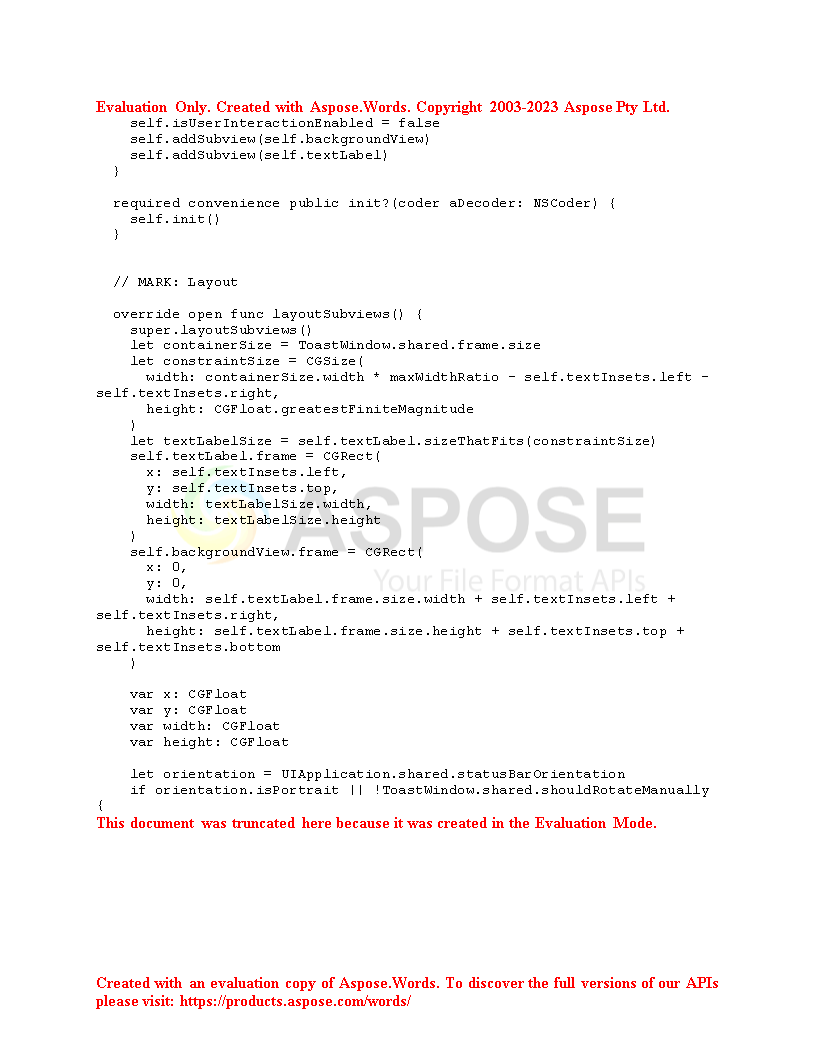 Evaluation Only. Created with Aspose.Words. Copyright 2003-2023 Aspose Pty Ltd.
    self.isUserInteractionEnabled = false
    self.addSubview(self.backgroundView)
    self.addSubview(self.textLabel)
  }

  required convenience public init?(coder aDecoder: NSCoder) {
    self.init()
  }


  // MARK: Layout

  override open func layoutSubviews() {
    super.layoutSubviews()
    let containerSize = ToastWindow.shared.frame.size
    let constraintSize = CGSize(
      width: containerSize.width * maxWidthRatio - self.textInsets.left -
self.textInsets.right,
      height: CGFloat.greatestFiniteMagnitude
    )
    let textLabelSize = self.textLabel.sizeThatFits(constraintSize)
    self.textLabel.frame = CGRect(
      x: self.textInsets.left,
      y: self.textInsets.top,
      width: textLabelSize.width,
      height: textLabelSize.height
    )
ASPOSE
    self.backgroundView.frame = CGRect(
      x: 0,
      y: 0,
Your File Format APIs
      width: self.textLabel.frame.size.width + self.textInsets.left +
self.textInsets.right,
      height: self.textLabel.frame.size.height + self.textInsets.top +
self.textInsets.bottom
    )

    var x: CGFloat
    var y: CGFloat
    var width: CGFloat
    var height: CGFloat

    let orientation = UIApplication.shared.statusBarOrientation
    if orientation.isPortrait || !ToastWindow.shared.shouldRotateManually
{
This document was truncated here because it was created in the Evaluation Mode.
Created with an evaluation copy of Aspose.Words. To discover the full versions of our APIs
please visit: https://products.aspose.com/words/